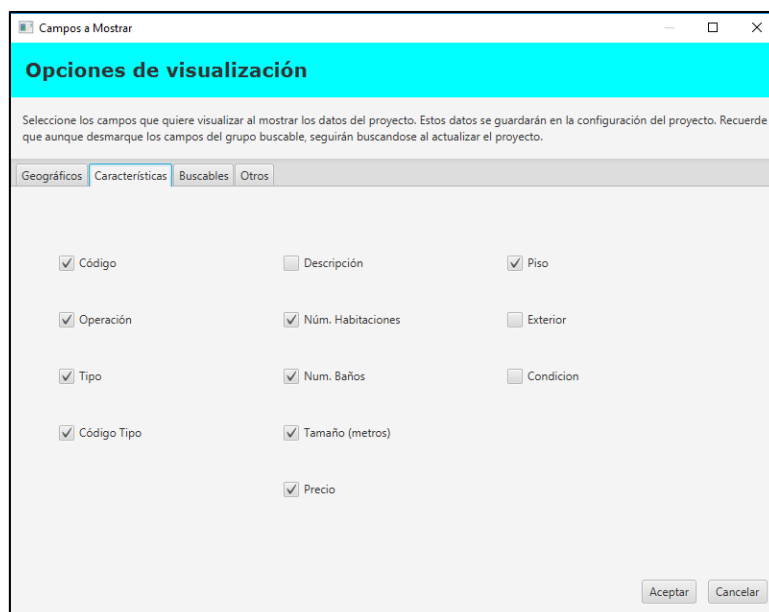 Campos a Mostrar
Opciones de visualización
Seleccione los campos que quiere visualizar al mostrar los datos del proyecto. Estos datos se guardarán en la configuración del proyecto. Recuerde
que aunque desmarque los campos del grupo buscable, seguirán buscandose al actualizar el proyecto.
Geográficos Características Buscables Otros
Código Descripción Piso
Operación Núm. Habitaciones Exterior
Tipo Num. Baños Condicion
Código Tipo Tamaño (metros)
Precio
Aceptar Cancelar